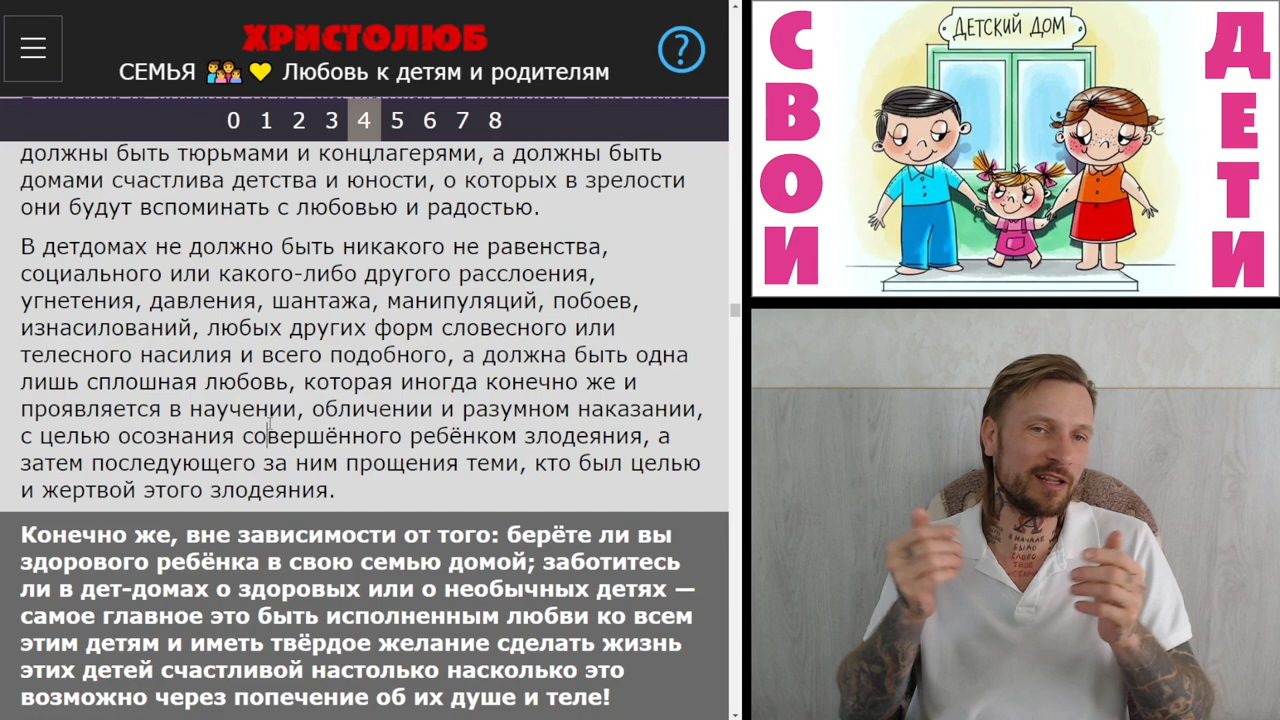 ХРИСТОЛЮБ
СЕМЬЯ 👨‍👩‍👧‍👦 💛 Любовь к детям и родителям
0 1 2 3 4 5 6 7 8
должны быть тюрьмами и концлагерями, а должны быть
домами счастлива детства и юности, о которых в зрелости
они будут вспоминать с любовью и радостью.
В детдомах не должно быть никакого не равенства,
социального или какого-либо другого расслоения,
угнетения, давления, шантажа, манипуляций, побоев,
изнасилований, любых других форм словесного или
телесного насилия и всего подобного, а должна быть одна
лишь сплошная любовь, которая иногда конечно же и
проявляется в научении, обличении и разумном наказании,
с целью осознания совершённого ребёнком злодеяния, а
затем последующего за ним прощения теми, кто был целью
и жертвой этого злодеяния.
Конечно же, вне зависимости от того: берёте ли вы
здорового ребёнка в свою семью домой; заботитесь
ли в дет-домах о здоровых или о необычных детях —
самое главное это быть исполненным любви ко всем
этим детям и иметь твёрдое желание сделать жизнь
этих детей счастливой настолько насколько это
возможно через попечение об их душе и теле!
СВОИ
ДЕТСКИЙ ДОМ
ДЕТИ
В НАЧАЛЕ
БЫЛО
СЛОВО
ТВОЁ